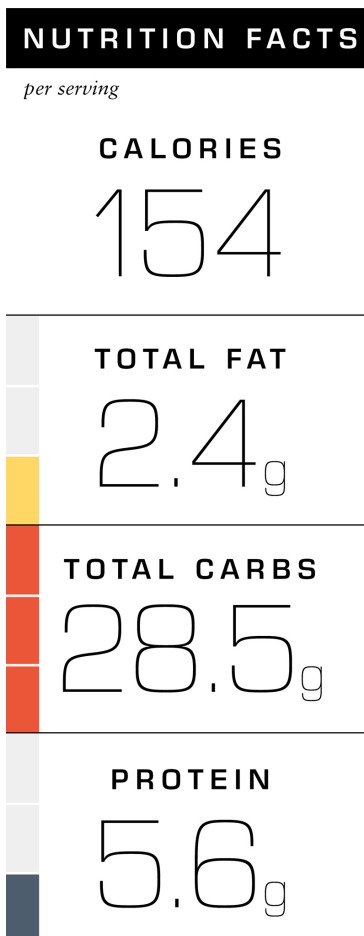 NUTRITION FACTS
per serving
CALORIES
154
TOTAL FAT
2.4g
TOTAL CARBS
28.5g
PROTEIN
5.6g